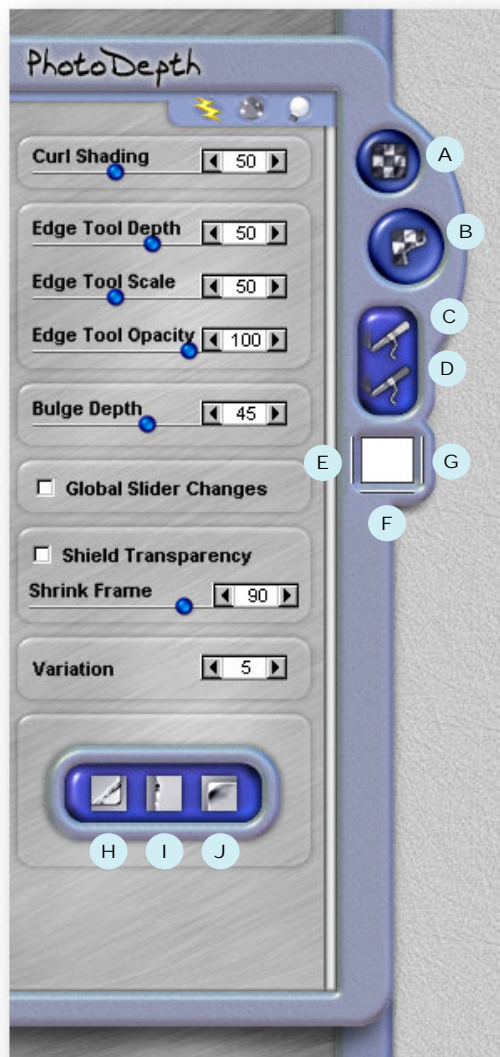 PhotoDepth
A
Curl Shading 50
B
Edge Tool Depth 50
Edge Tool Scale 50
C
Edge Tool Opacity 100
D
Bulge Depth 45
E
G
Global Slider Changes
F
Shield Transparency
Shrink Frame 90
Variation 5
H I J